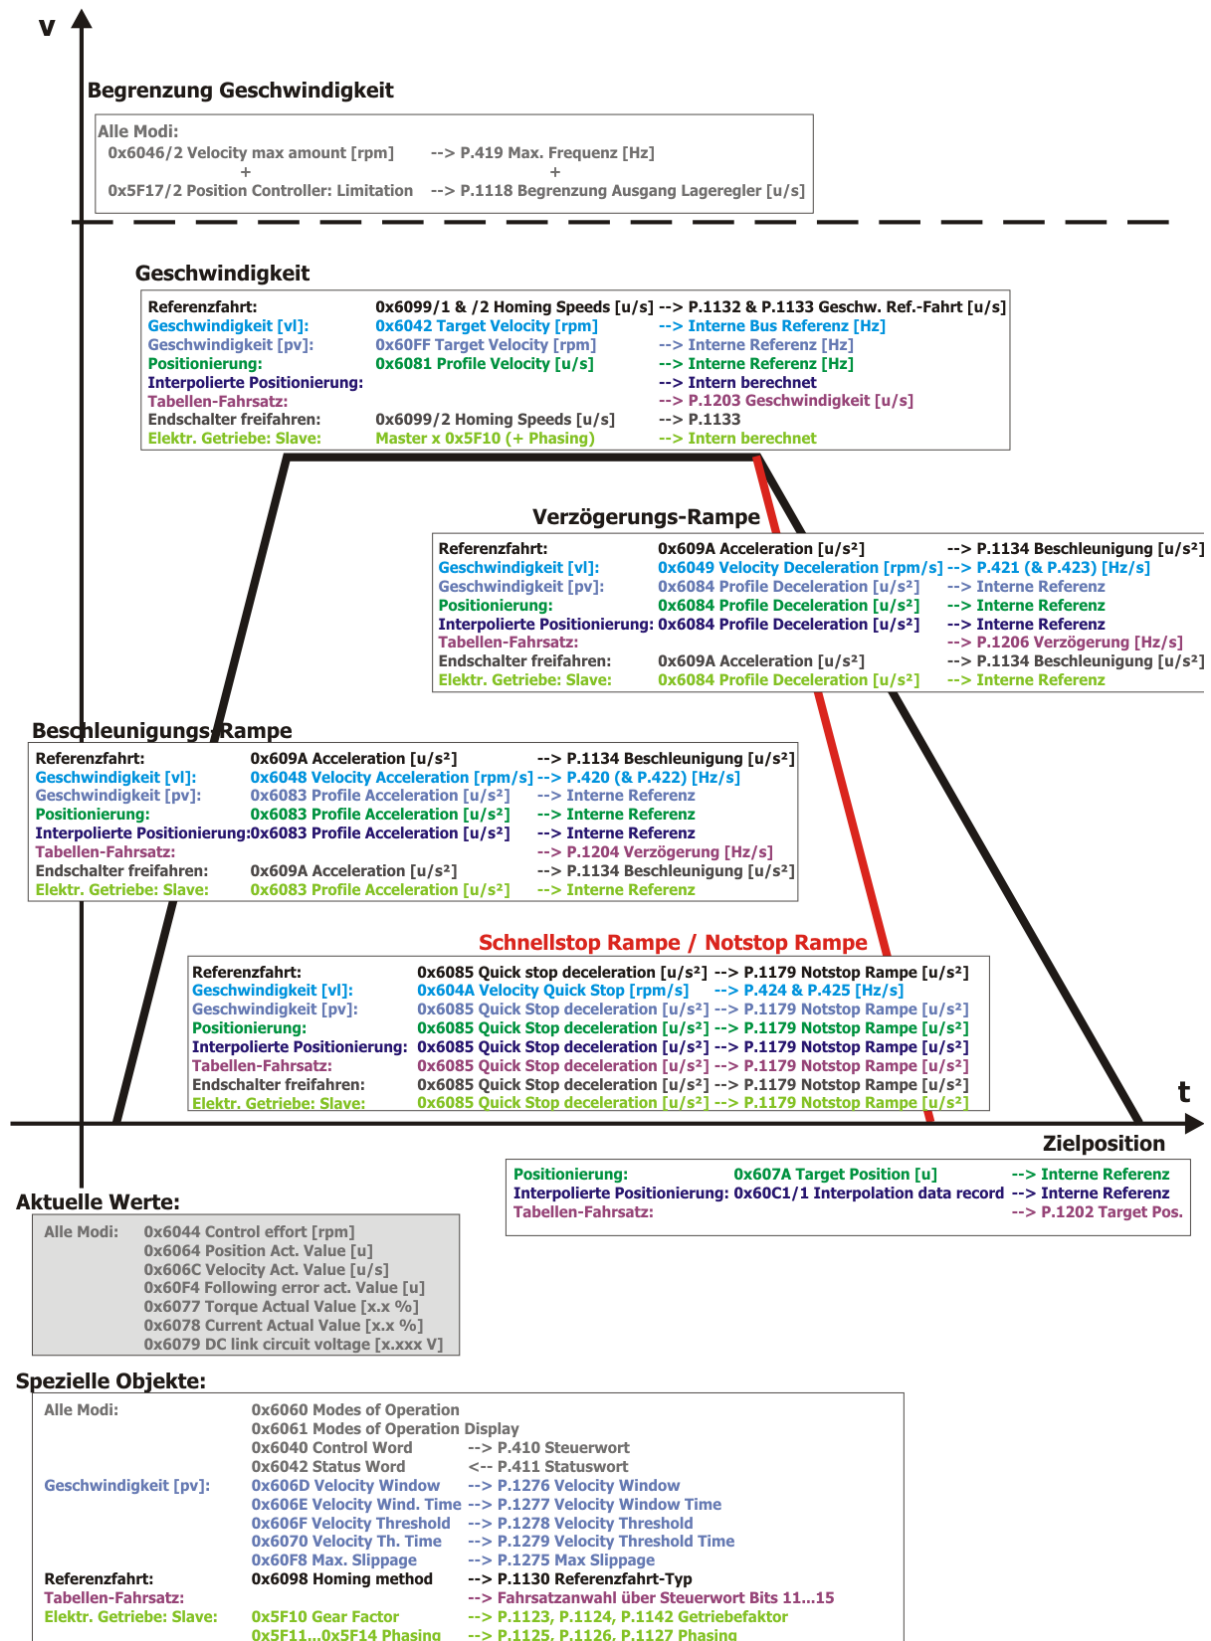 v
Begrenzung Geschwindigkeit
Alle Modi:
0x6046/2 Velocity max amount [rpm] --> P.419 Max. Frequenz [Hz]
+ +
0x5F17/2 Position Controller: Limitation --> P.1118 Begrenzung Ausgang Lageregler [u/s]
Geschwindigkeit
Referenzfahrt: 0x6099/1 & /2 Homing Speeds [u/s] --> P.1132 & P.1133 Geschw. Ref.-Fahrt [u/s]
Geschwindigkeit [vl]: 0x6042 Target Velocity [rpm] --> Interne Bus Referenz [Hz]
Geschwindigkeit [pv]: 0x60FF Target Velocity [rpm] --> Interne Referenz [Hz]
Positionierung: 0x6081 Profile Velocity [u/s] --> Interne Referenz [Hz]
Interpolierte Positionierung: --> Intern berechnet
Tabellen-Fahrsatz: --> P.1203 Geschwindigkeit [u/s]
Endschalter freifahren: 0x6099/2 Homing Speeds [u/s] --> P.1133
Elektr. Getriebe: Slave: Master x 0x5F10 (+ Phasing) --> Intern berechnet
Verzögerungs-Rampe
Referenzfahrt: 0x609A Acceleration [u/s²] --> P.1134 Beschleunigung [u/s²]
Geschwindigkeit [vl]: 0x6049 Velocity Deceleration [rpm/s] --> P.421 (& P.423) [Hz/s]
Geschwindigkeit [pv]: 0x6084 Profile Deceleration [u/s²] --> Interne Referenz
Positionierung: 0x6084 Profile Deceleration [u/s²] --> Interne Referenz
Interpolierte Positionierung: 0x6084 Profile Deceleration [u/s²] --> Interne Referenz
Tabellen-Fahrsatz: --> P.1206 Verzögerung [Hz/s]
Endschalter freifahren: 0x609A Acceleration [u/s²] --> P.1134 Beschleunigung [u/s²]
Elektr. Getriebe: Slave: 0x6084 Profile Deceleration [u/s²] --> Interne Referenz
Beschleunigungs-Rampe
Referenzfahrt: 0x609A Acceleration [u/s²] --> P.1134 Beschleunigung [u/s²]
Geschwindigkeit [vl]: 0x6048 Velocity Acceleration [rpm/s] --> P.420 (& P.422) [Hz/s]
Geschwindigkeit [pv]: 0x6083 Profile Acceleration [u/s²] --> Interne Referenz
Positionierung: 0x6083 Profile Acceleration [u/s²] --> Interne Referenz
Interpolierte Positionierung: 0x6083 Profile Acceleration [u/s²] --> Interne Referenz
Tabellen-Fahrsatz: --> P.1204 Verzögerung [Hz/s]
Endschalter freifahren: 0x609A Acceleration [u/s²] --> P.1134 Beschleunigung [u/s²]
Elektr. Getriebe: Slave: 0x6083 Profile Acceleration [u/s²] --> Interne Referenz
Schnellstop Rampe / Notstop Rampe
Referenzfahrt: 0x6085 Quick stop deceleration [u/s²] --> P.1179 Notstop Rampe [u/s²]
Geschwindigkeit [vl]: 0x604A Velocity Quick Stop [rpm/s] --> P.424 & P.425 [Hz/s]
Geschwindigkeit [pv]: 0x6085 Quick Stop deceleration [u/s²] --> P.1179 Notstop Rampe [u/s²]
Positionierung: 0x6085 Quick Stop deceleration [u/s²] --> P.1179 Notstop Rampe [u/s²]
Interpolierte Positionierung: 0x6085 Quick Stop deceleration [u/s²] --> P.1179 Notstop Rampe [u/s²]
Tabellen-Fahrsatz: 0x6085 Quick Stop deceleration [u/s²] --> P.1179 Notstop Rampe [u/s²]
Endschalter freifahren: 0x6085 Quick Stop deceleration [u/s²] --> P.1179 Notstop Rampe [u/s²]
Elektr. Getriebe: Slave: 0x6085 Quick Stop deceleration [u/s²] --> P.1179 Notstop Rampe [u/s²]
t
Zielposition
Positionierung: 0x607A Target Position [u] --> Interne Referenz
Interpolierte Positionierung: 0x60C1/1 Interpolation data record --> Interne Referenz
Tabellen-Fahrsatz: --> P.1202 Target Pos.
Aktuelle Werte:
Alle Modi: 0x6044 Control effort [rpm]
0x6064 Position Act. Value [u]
0x606C Velocity Act. Value [u/s]
0x60F4 Following error act. Value [u]
0x6077 Torque Actual Value [x.x %]
0x6078 Current Actual Value [x.x %]
0x6079 DC link circuit voltage [x.xxx V]
Spezielle Objekte:
Alle Modi: 0x6060 Modes of Operation
0x6061 Modes of Operation Display
0x6040 Control Word --> P.410 Steuerwort
0x6042 Status Word <-- P.411 Statuswort
Geschwindigkeit [pv]: 0x606D Velocity Window --> P.1276 Velocity Window
0x606E Velocity Wind. Time --> P.1277 Velocity Window Time
0x606F Velocity Threshold --> P.1278 Velocity Threshold
0x6070 Velocity Th. Time --> P.1279 Velocity Threshold Time
0x60F8 Max. Slippage --> P.1275 Max Slippage
Referenzfahrt: 0x6098 Homing method --> P.1130 Referenzfahrt-Typ
Tabellen-Fahrsatz: --> Fahrsatzanwahl über Steuerwort Bits 11...15
Elektr. Getriebe: Slave: 0x5F10 Gear Factor --> P.1123, P.1124, P.1142 Getriebefaktor
0x5F11...0x5F14 Phasing --> P.1125, P.1126, P.1127 Phasing